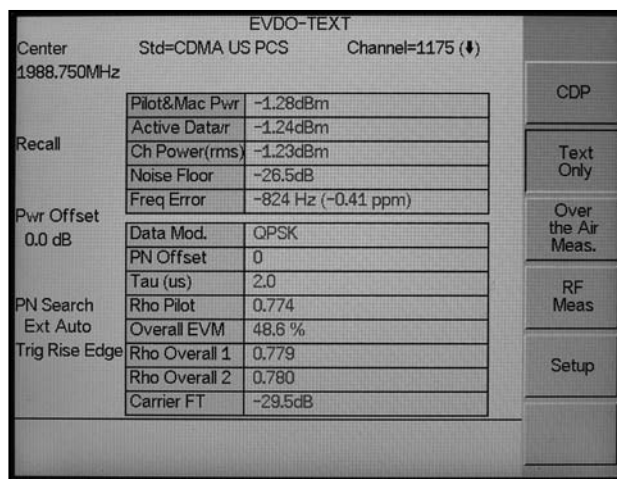 EVDO-TEXT
Center
Std=CDMA US PCS
Channel=1175 (⬇)
1988.750MHz
Recall
Pwr Offset
0.0 dB
PN Search
Ext Auto
Trig Rise Edge
Pilot&Mac Pwr -1.28dBm
Active Data/r -1.24dBm
Ch Power(rms) -1.23dBm
Noise Floor -26.5dB
Freq Error -824 Hz (-0.41 ppm)
Data Mod. QPSK
PN Offset 0
Tau (us) 2.0
Rho Pilot 0.774
Overall EVM 48.6 %
Rho Overall 1 0.779
Rho Overall 2 0.780
Carrier FT -29.5dB
CDP
Text
Only
Over
the Air
Meas.
RF
Meas
Setup